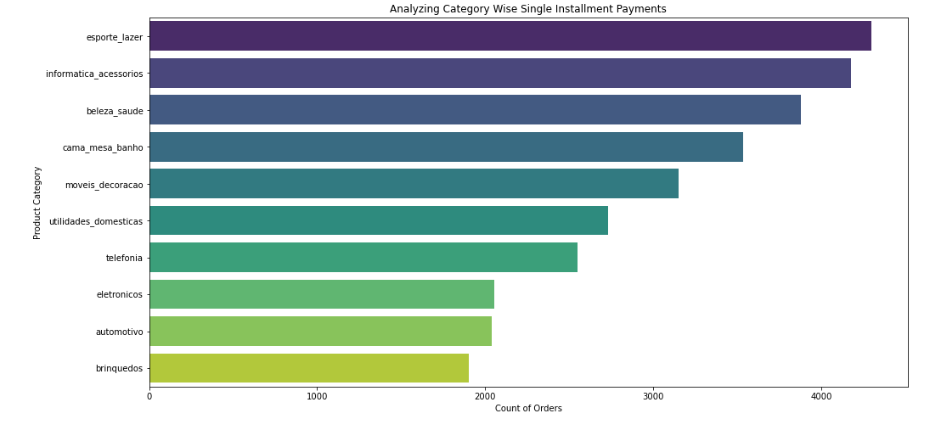 Analyzing Category Wise Single Installment Payments
Product Category
esporte_lazer
informatica_acessorios
beleza_saude
cama_mesa_banho
moveis_decoracao
utilidades_domesticas
telefonia
eletronicos
automotivo
brinquedos
0 1000 2000 3000 4000
Count of Orders